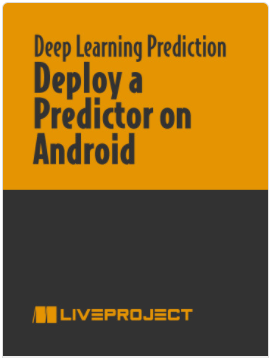 Deep Learning Prediction
Deploy a
Predictor on
Android
LIVEPROJECT